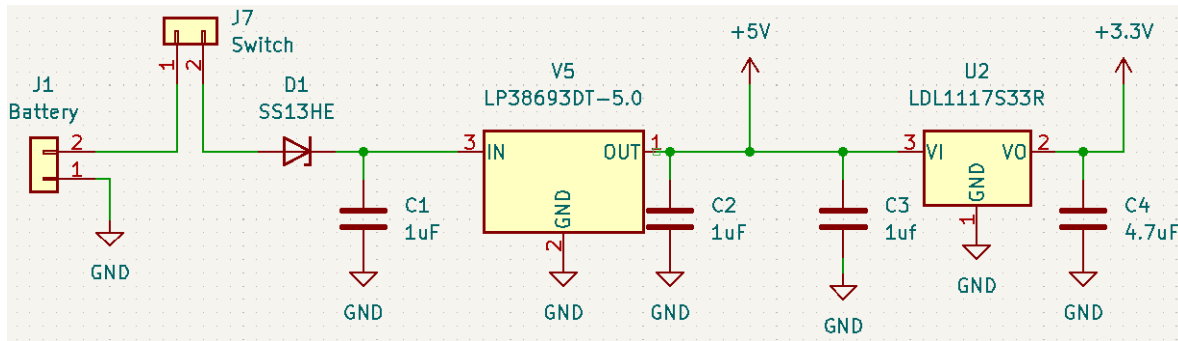 J7
Switch
1
2
J1
Battery
2
1
GND
D1
SS13HE
C1
1uF
GND
V5
LP38693DT-5.0
3
IN
OUT
1
GND
2
GND
+5V
C2
1uF
GND
C3
1uf
GND
U2
LDL1117S33R
3
VI
VO
2
GND
1
GND
+3.3V
C4
4.7uF
GND